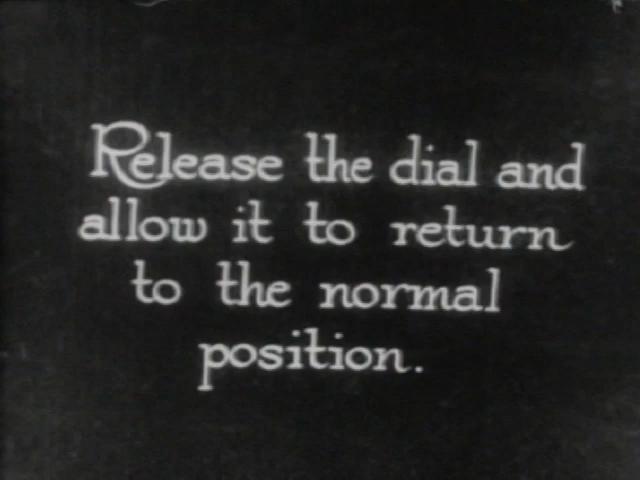 Release the dial and
allow it to return
to the normal
position.